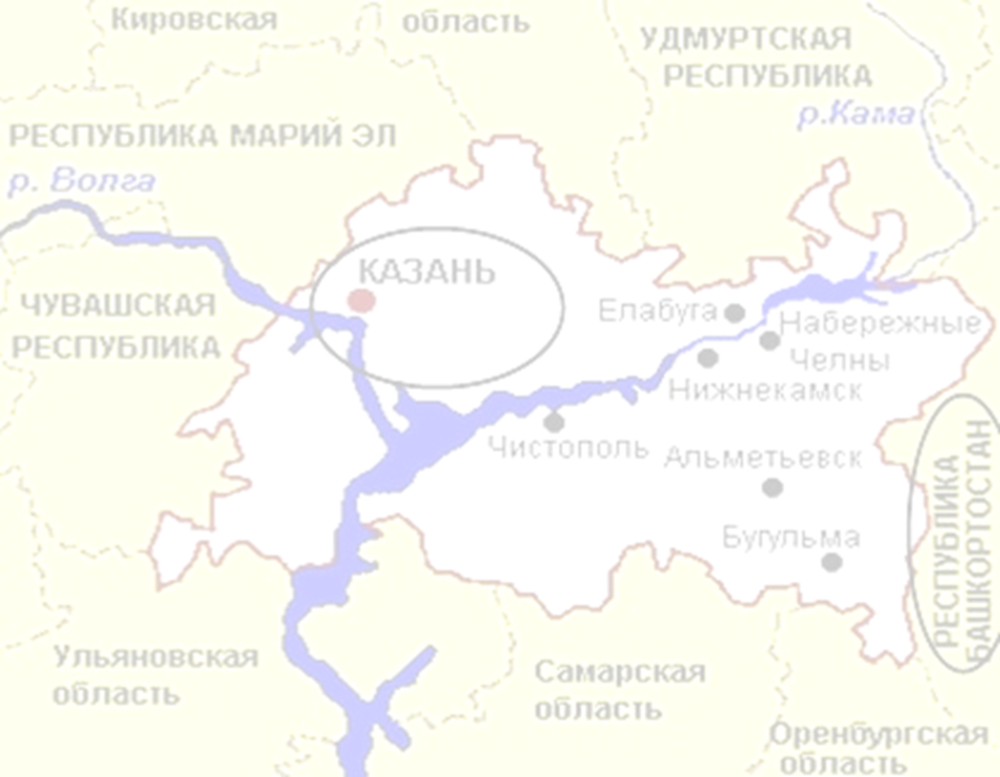 Кировская
область
УДМУРТСКАЯ
РЕСПУБЛИКА
р.Кама
РЕСПУБЛИКА МАРИЙ ЭЛ
р. Волга
КАЗАНЬ
ЧУВАШСКАЯ
РЕСПУБЛИКА
Елабуга
Набережные
Челны
Нижнекамск
Чистополь
Альметьевск
Бугульма
РЕСПУБЛИКА
БАШКОРТОСТАН
Ульяновская
область
Самарская
область
Оренбургская
область